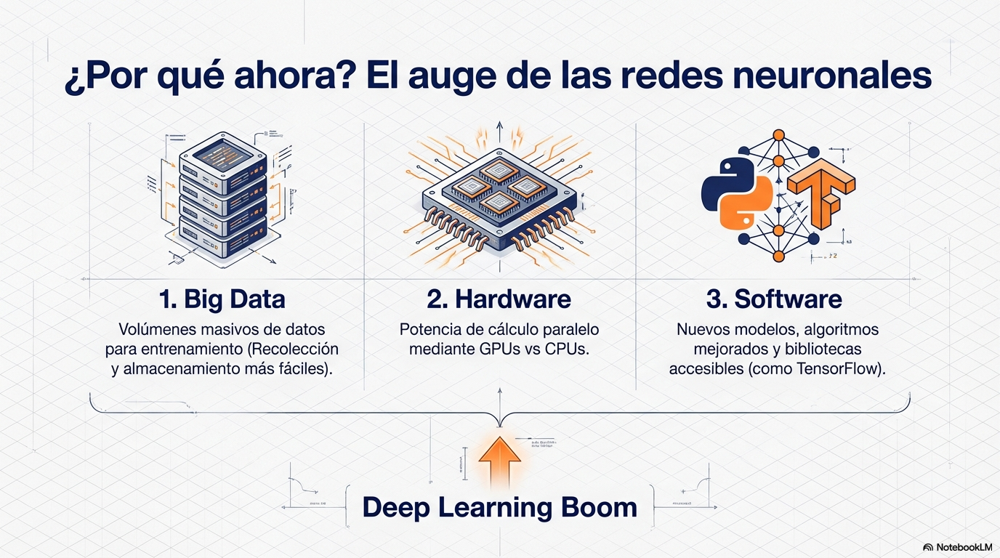 ¿Por qué ahora? El auge de las redes neuronales
1. Big Data
Volúmenes masivos de datos
para entrenamiento (Recolección
y almacenamiento más fáciles).
2. Hardware
Potencia de cálculo paralelo
mediante GPUs vs CPUs.
3. Software
Nuevos modelos, algoritmos
mejorados y bibliotecas
accesibles (como TensorFlow).
Deep Learning Boom
NotebookLM